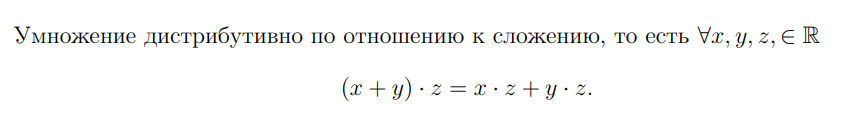 Умножение дистрибутивно по отношению к сложению, то есть ∀x, y, z, ∈ ℝ
(x + y) · z = x · z + y · z.